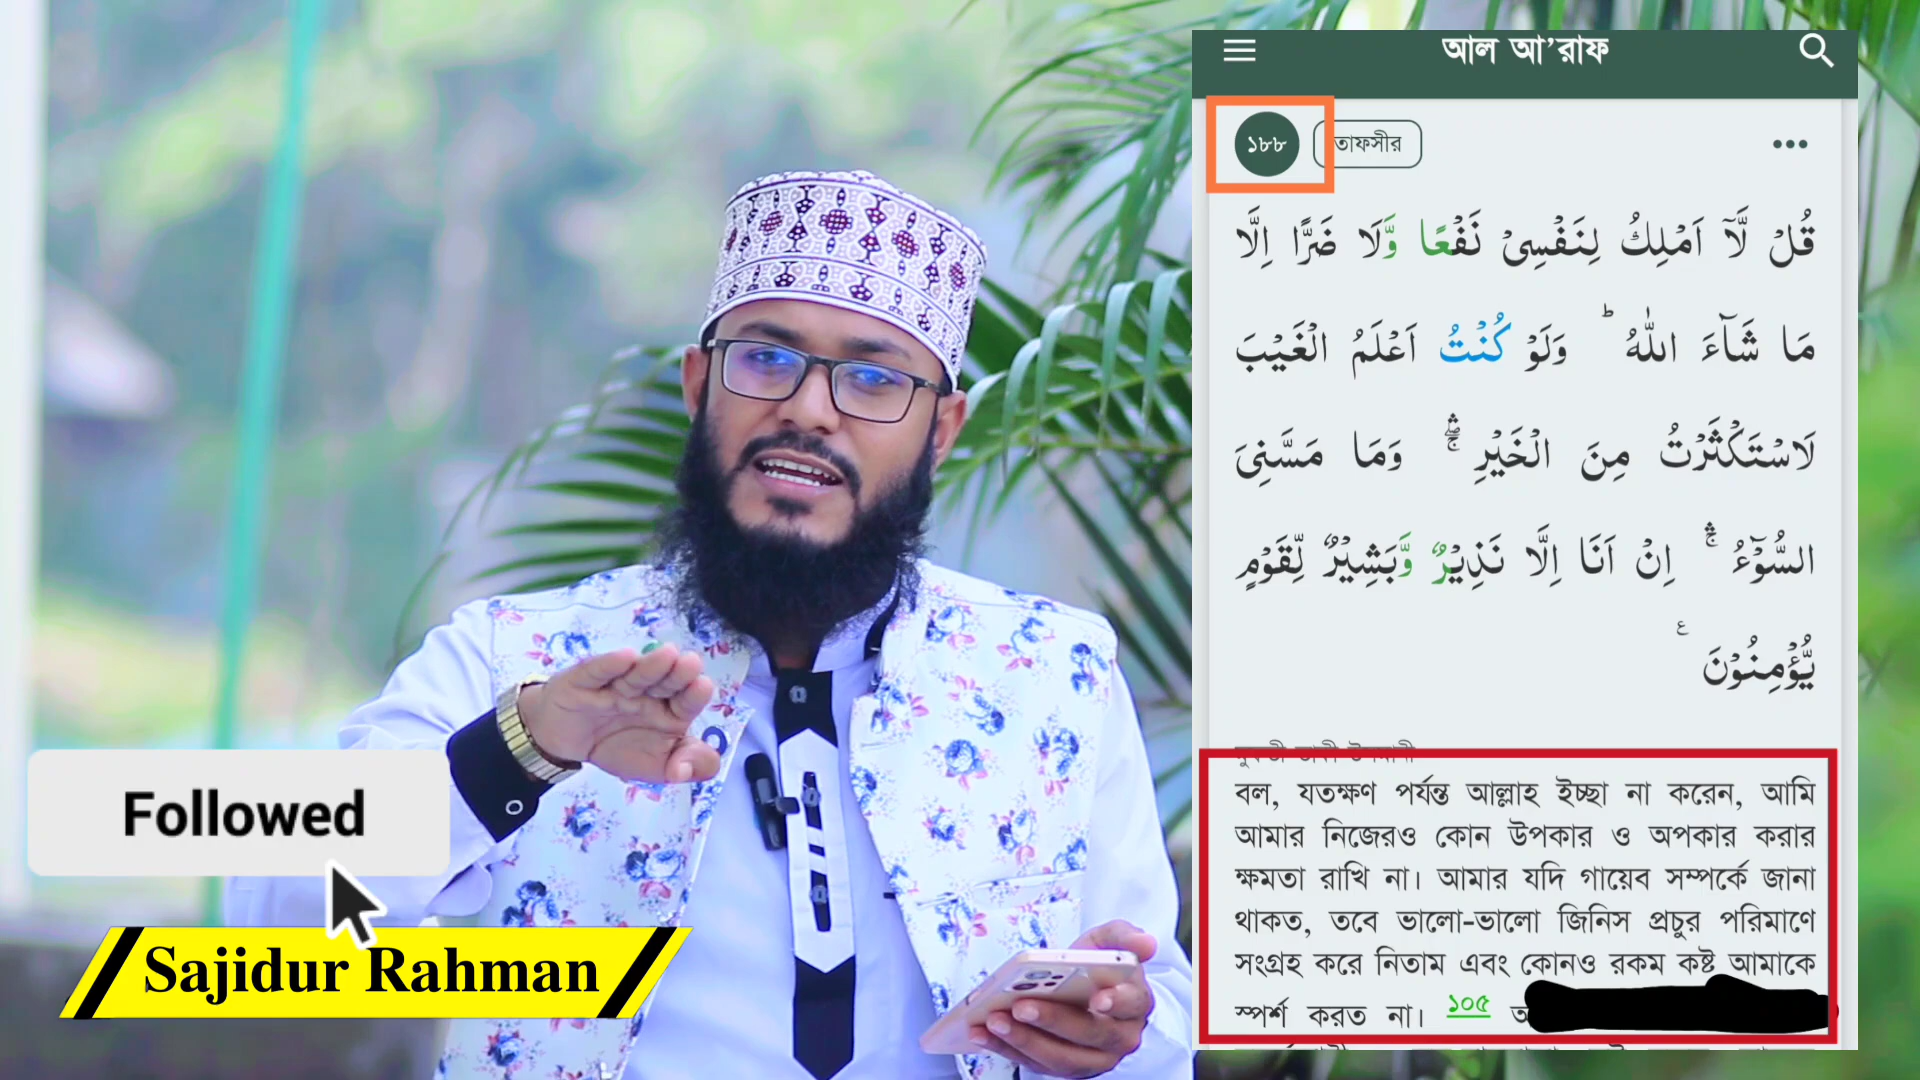 আল আ’রাফ
১৮৮
তাফসীর
قُلۡ لَّاۤ اَمۡلِكُ لِنَفۡسِىۡ نَفۡعًا وَّلَا ضَرًّا اِلَّا
مَا شَآءَ اللّٰهُ‌ ؕ وَلَوۡ كُنۡتُ اَعۡلَمُ الۡغَيۡبَ
لَاسۡتَكۡثَرۡتُ مِنَ الۡخَيۡرِ ۖۛۚ وَمَا مَسَّنِىَ
السُّوۡٓءُ ‌ۛۚ اِنۡ اَنَا اِلَّا نَذِيۡرٌ وَّبَشِيۡرٌ لِّقَوۡمٍ
يُّؤۡمِنُوۡنَ ع
বল, যতক্ষণ পর্যন্ত আল্লাহ ইচ্ছা না করেন, আমি
আমার নিজেরও কোন উপকার ও অপকার করার
ক্ষমতা রাখি না। আমার যদি গায়েব সম্পর্কে জানা
থাকত, তবে ভালো-ভালো জিনিস প্রচুর পরিমাণে
সংগ্রহ করে নিতাম এবং কোনও রকম কষ্ট আমাকে
স্পর্শ করত না। ১০৫
Followed
Sajidur Rahman